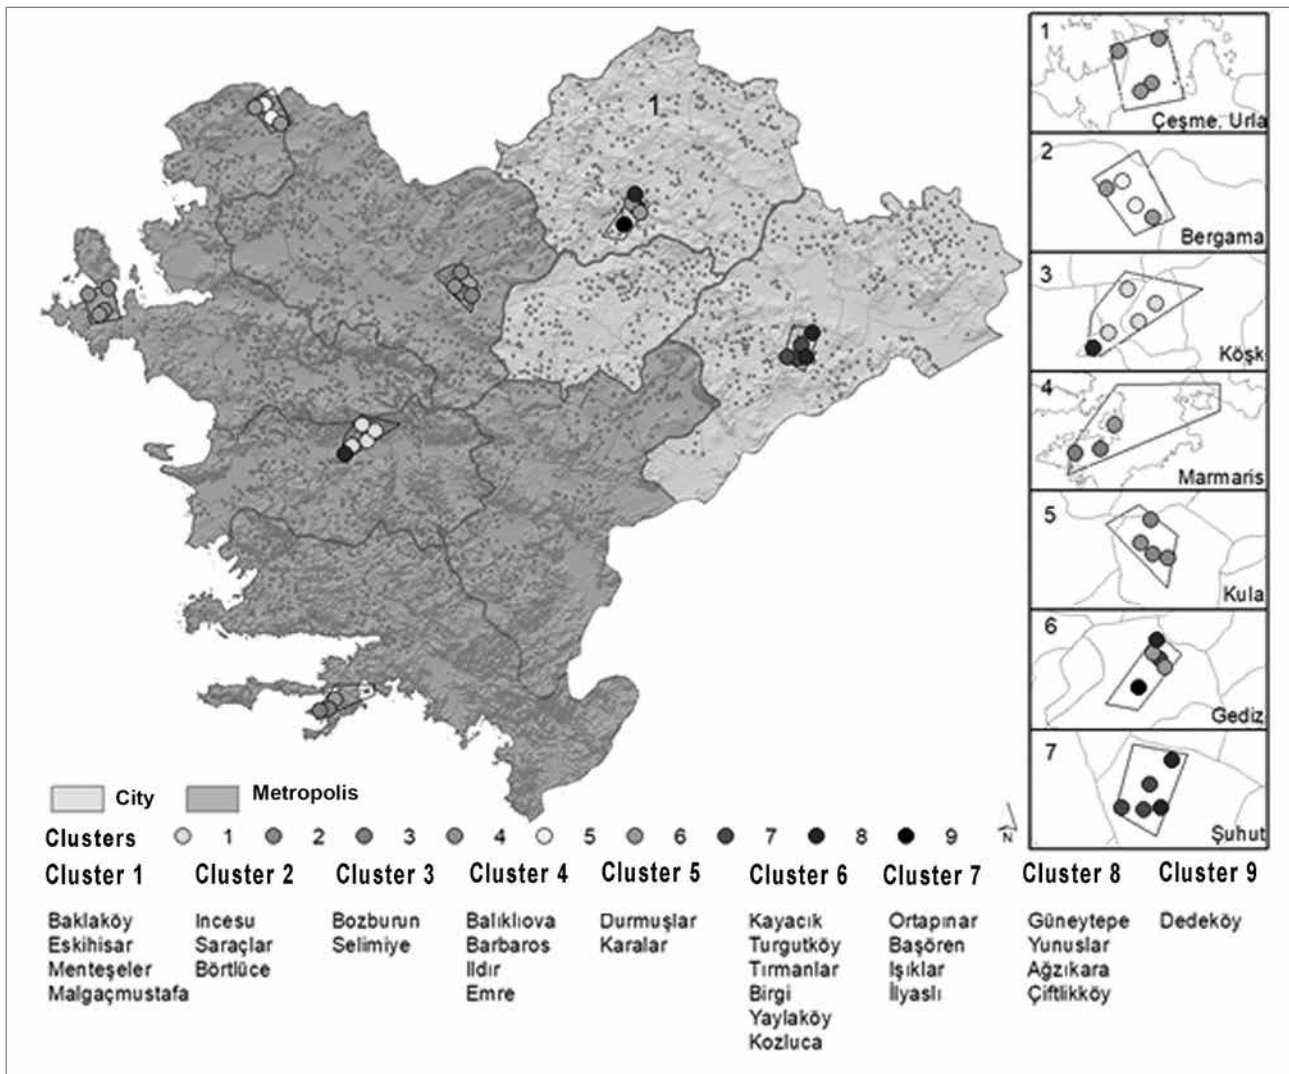 1
1
Çeşme, Urla
2
Bergama
3
Köşk
4
Marmaris
5
Kula
6
Gediz
7
Şuhut
City Metropolis
Clusters 1 2 3 4 5 6 7 8 9
N
Cluster 1 Cluster 2 Cluster 3 Cluster 4 Cluster 5 Cluster 6 Cluster 7 Cluster 8 Cluster 9
Baklaköy Incesu Bozburun Balıklıova Durmuşlar Kayacık Ortapınar Güneytepe Dedeköy
Eskihisar Saraçlar Selimiye Barbaros Karalar Turgutköy Başören Yunuslar
Menteşeler Börtlüce Ildır Tırmanlar Işıklar Ağzıkara
Malgaçmustafa Emre Birgi İlyaslı Çiftlikköy
Yaylaköy
Kozluca